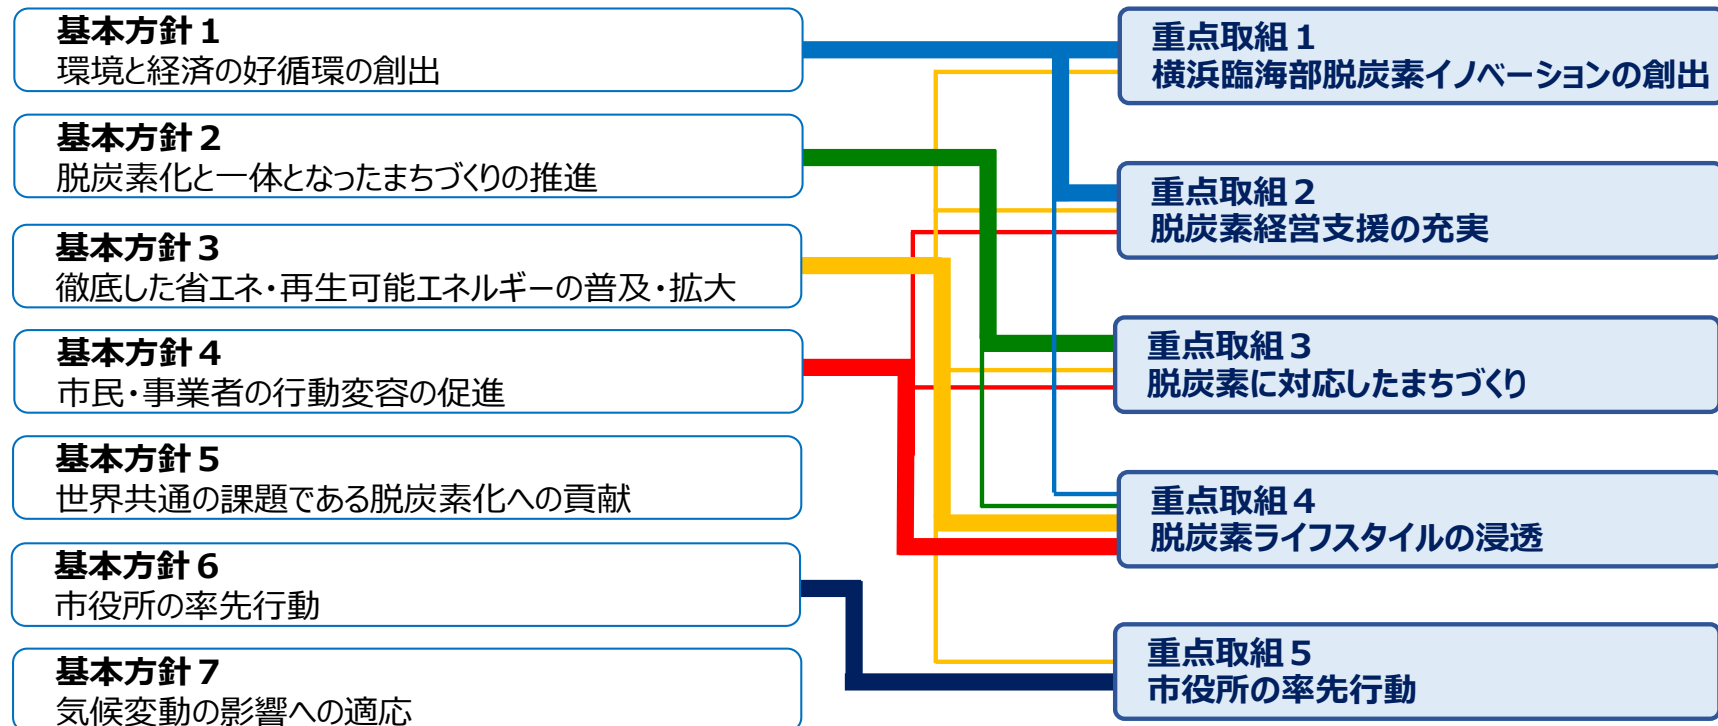 基本方針１
環境と経済の好循環の創出
基本方針２
脱炭素化と一体となったまちづくりの推進
基本方針３
徹底した省エネ・再生可能エネルギーの普及・拡大
基本方針４
市民・事業者の行動変容の促進
基本方針５
世界共通の課題である脱炭素化への貢献
基本方針６
市役所の率先行動
基本方針７
気候変動の影響への適応
重点取組１
横浜臨海部脱炭素イノベーションの創出
重点取組２
脱炭素経営支援の充実
重点取組３
脱炭素に対応したまちづくり
重点取組４
脱炭素ライフスタイルの浸透
重点取組５
市役所の率先行動